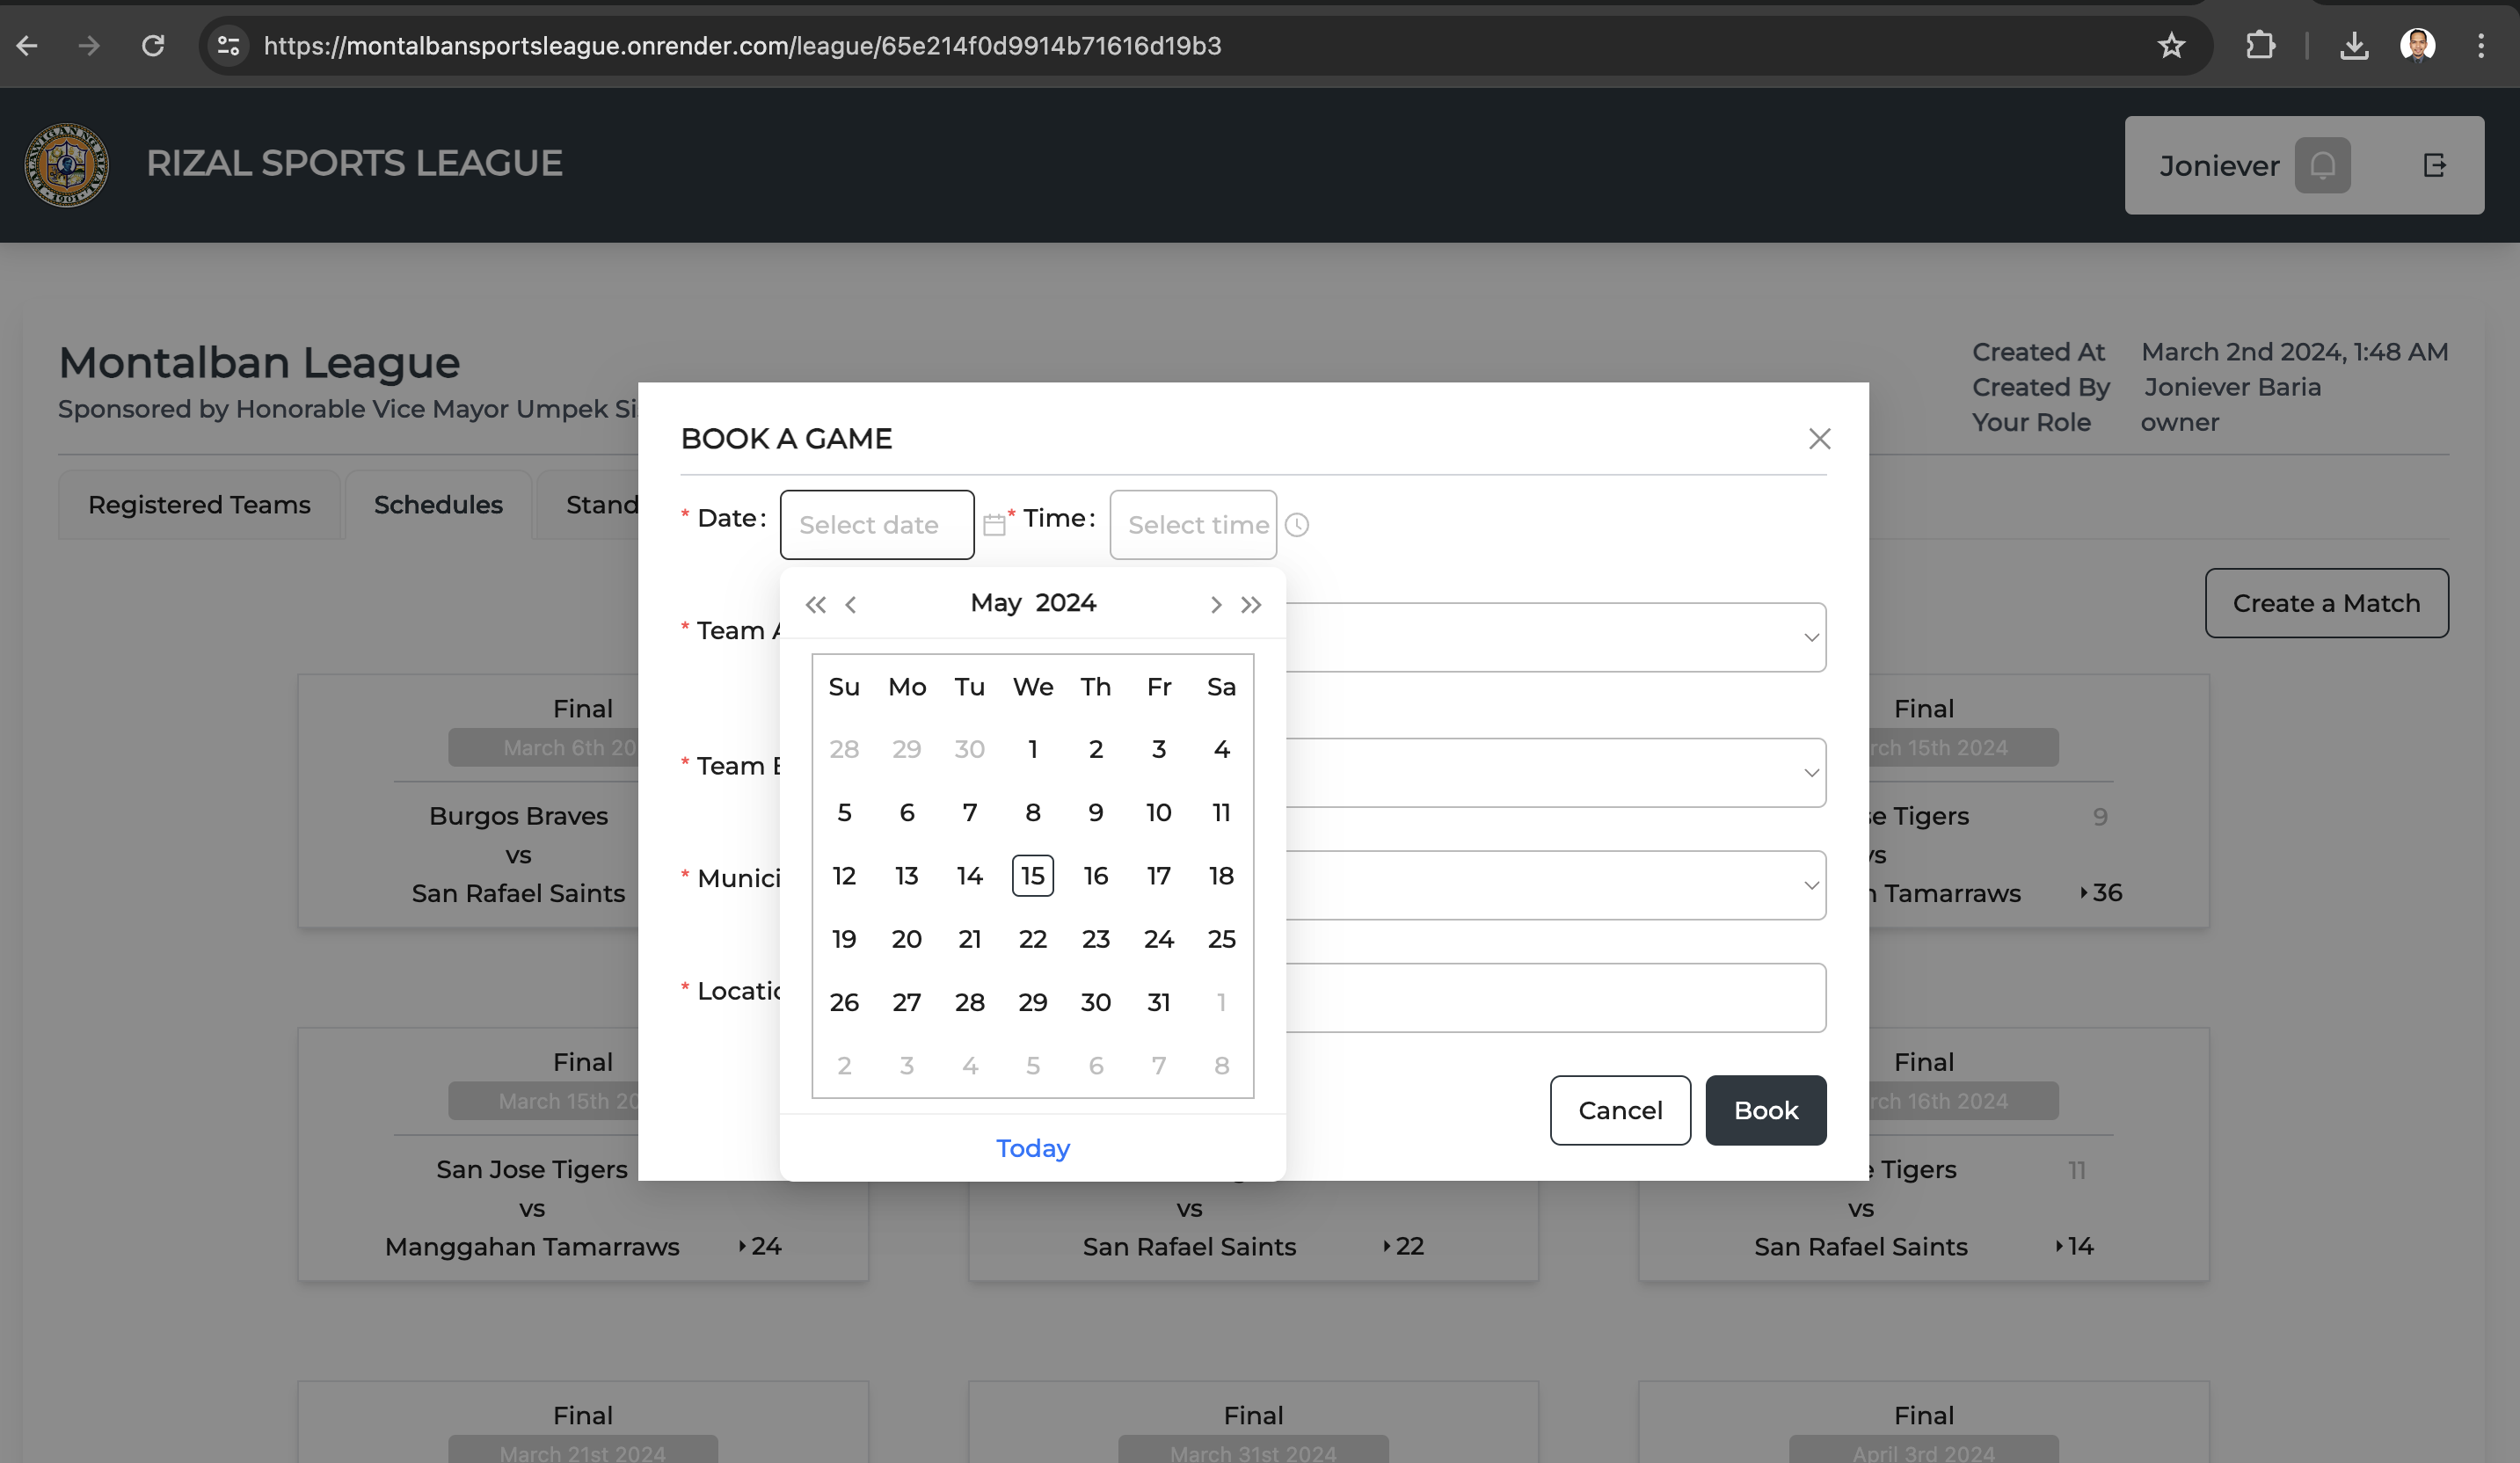 https://montalbansportsleague.onrender.com/league/65e214f0d9914b71616d19b3
RIZAL SPORTS LEAGUE
Joniever
1901
Montalban League
Sponsored by Honorable Vice Mayor Umpek
Created At March 2nd 2024, 1:48 AM
Created By Joniever Baria
Your Role owner
Registered Teams
Schedules
Create a Match
BOOK A GAME
* Date: Select date
* Time: Select time
* Team
* Team
*
*
May 2024
Su Mo Tu We Th Fr Sa
28 29 30 1 2 3 4
5 6 7 8 9 10 11
12 13 14 15 16 17 18
19 20 21 22 23 24 25
26 27 28 29 30 31 1
2 3 4 5 6 7 8
Today
Cancel
Book
Final
March 6th
Burgos Braves
vs
San Rafael Saints
Final
15th 2024
Tigers 9
vs
Tamarraws 36
Final
March 15th
San Jose Tigers
vs
Manggahan Tamarraws 24
vs
San Rafael Saints 22
Final
16th 2024
Tigers 11
vs
San Rafael Saints 14
Final
March 21st 2024
Final
March 31st 2024
Final
April 3rd 2024